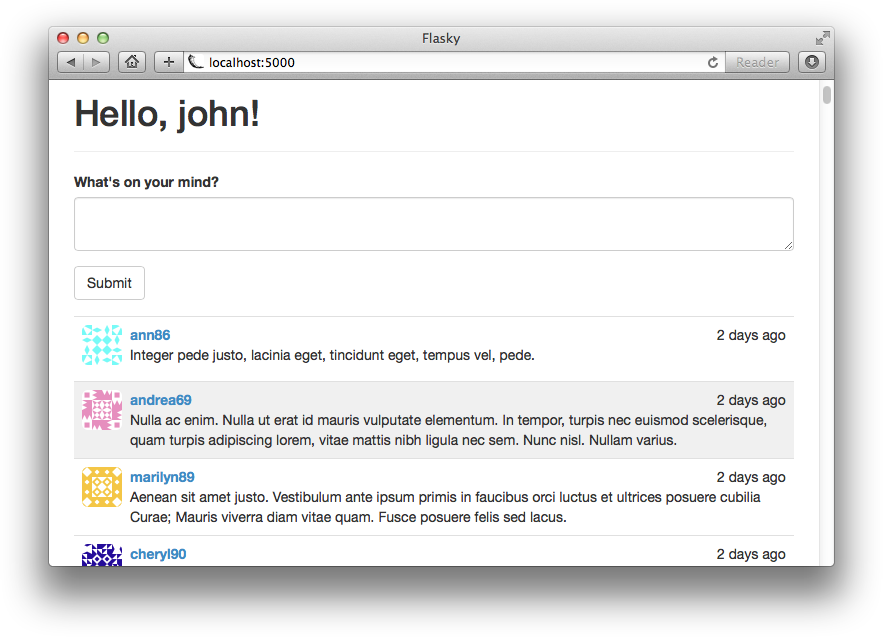 Flasky
localhost:5000
Reader
Hello, john!
What's on your mind?
Submit
ann86 2 days ago
Integer pede justo, lacinia eget, tincidunt eget, tempus vel, pede.
andrea69 2 days ago
Nulla ac enim. Nulla ut erat id mauris vulputate elementum. In tempor, turpis nec euismod scelerisque,
quam turpis adipiscing lorem, vitae mattis nibh ligula nec sem. Nunc nisl. Nullam varius.
marilyn89 2 days ago
Aenean sit amet justo. Vestibulum ante ipsum primis in faucibus orci luctus et ultrices posuere cubilia
Curae; Mauris viverra diam vitae quam. Fusce posuere felis sed lacus.
cheryl90 2 days ago